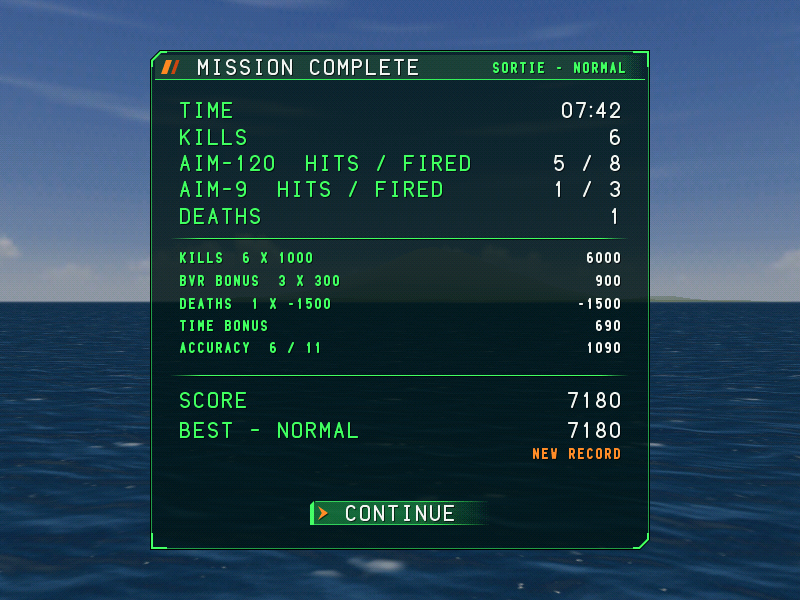 MISSION COMPLETE SORTIE - NORMAL
TIME 07:42
KILLS 6
AIM-120 HITS / FIRED 5 / 8
AIM-9 HITS / FIRED 1 / 3
DEATHS 1
KILLS 6 X 1000 6000
BVR BONUS 3 X 300 900
DEATHS 1 X -1500 -1500
TIME BONUS 690
ACCURACY 6 / 11 1090
SCORE 7180
BEST - NORMAL 7180
NEW RECORD
CONTINUE